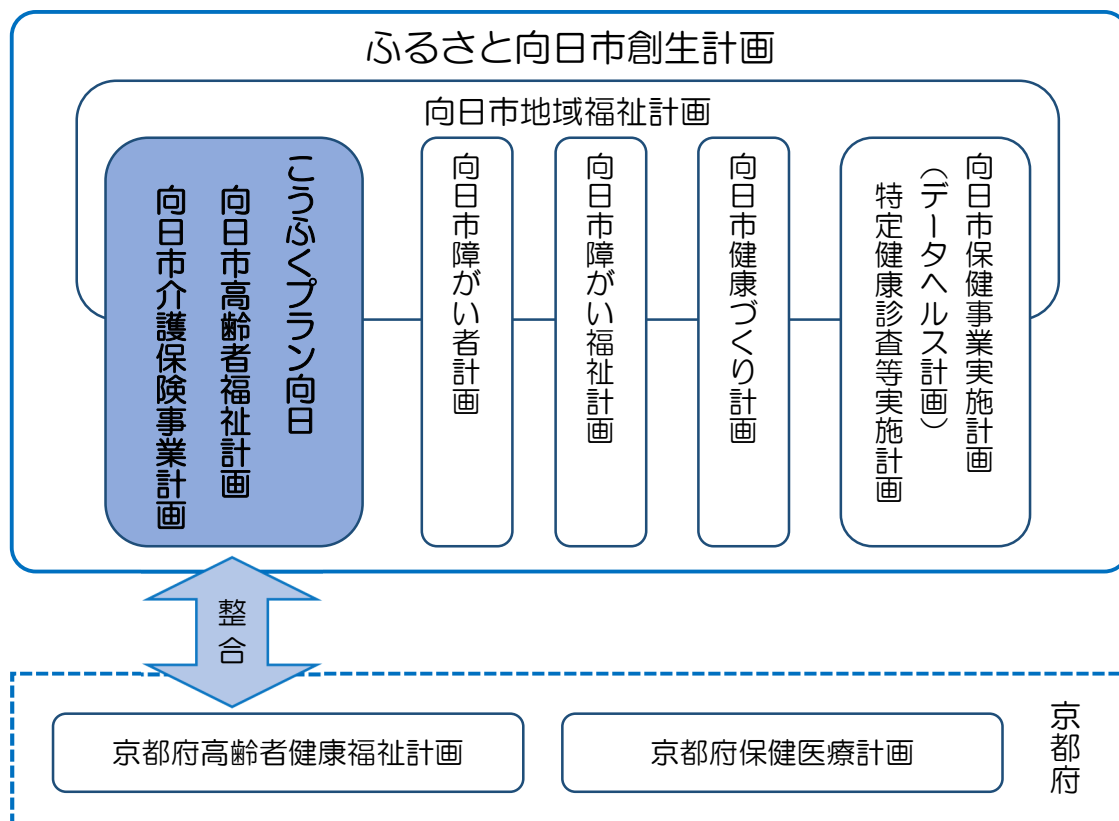 ふるさと向日市創生計画
向日市地域福祉計画
こうふくプラン向日
向日市高齢者福祉計画
向日市介護保険事業計画
向日市障がい者計画
向日市障がい福祉計画
向日市健康づくり計画
向日市保健事業実施計画
（データヘルス計画）
特定健康診査等実施計画
整合
京都府
京都府高齢者健康福祉計画
京都府保健医療計画